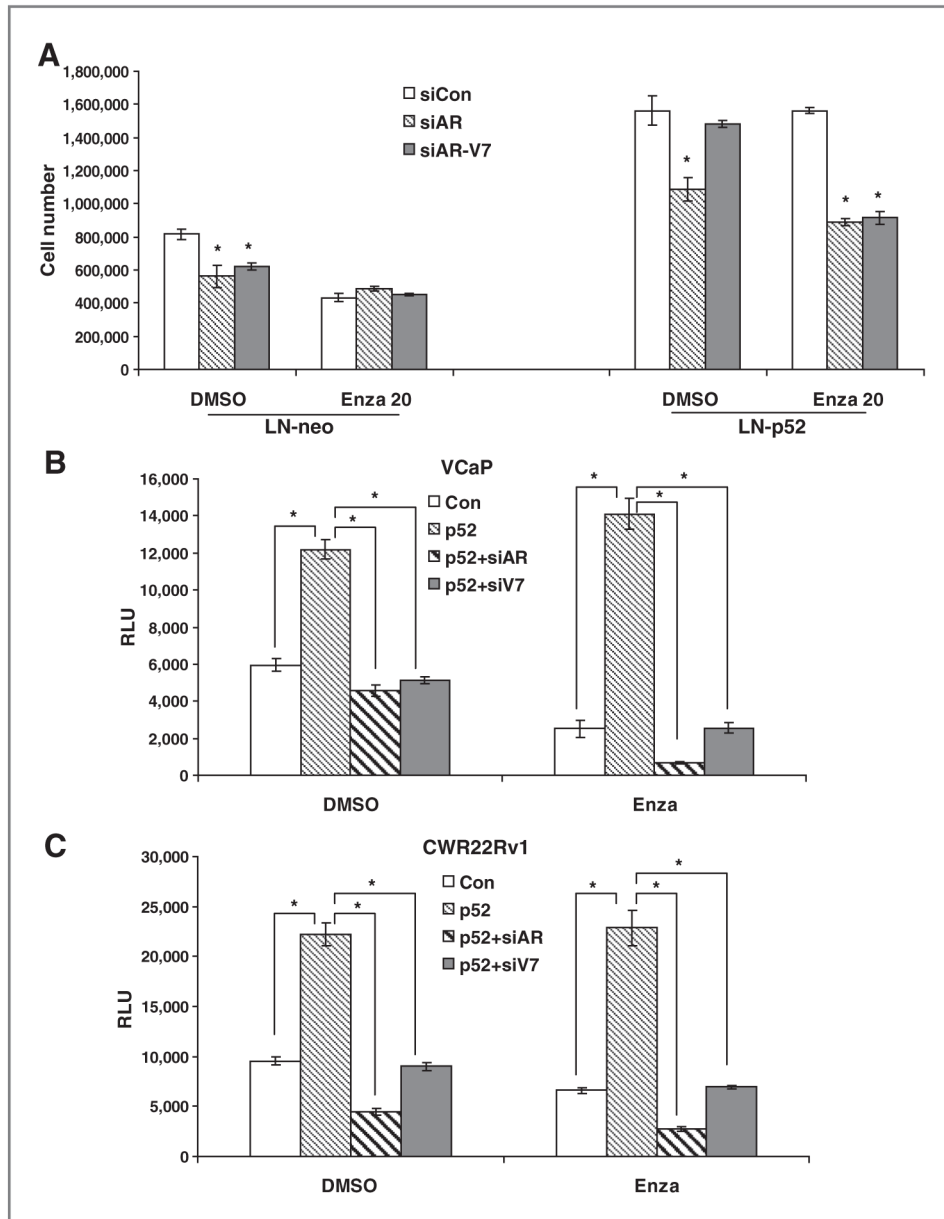 A
1,800,000
1,600,000
1,400,000
1,200,000
1,000,000
800,000
600,000
400,000
200,000
0
Cell number
siCon
siAR
siAR-V7
* * * * *
DMSO Enza 20 DMSO Enza 20
LN-neo LN-p52
B
VCaP
16,000
14,000
12,000
10,000
8,000
6,000
4,000
2,000
0
RLU
Con
p52
p52+siAR
p52+siV7
* * * * * *
DMSO Enza
C
CWR22Rv1
30,000
25,000
20,000
15,000
10,000
5,000
0
RLU
Con
p52
p52+siAR
p52+siV7
* * * * * *
DMSO Enza